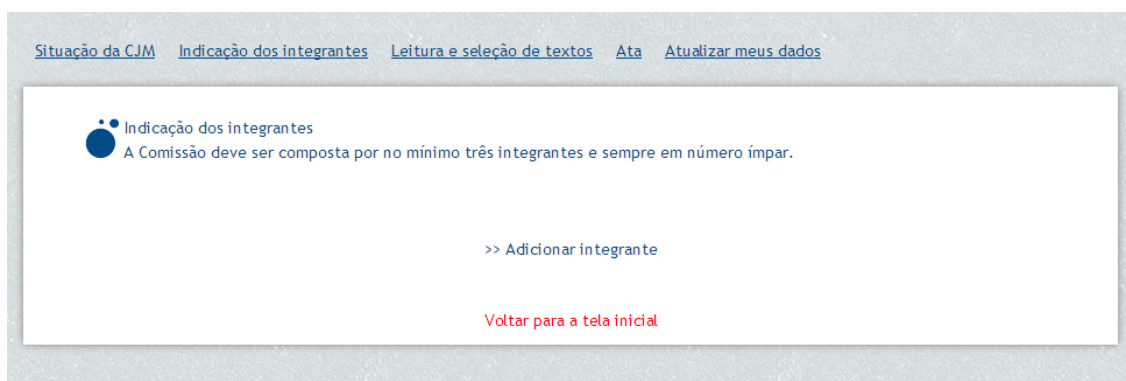 Situação da CJM Indicação dos integrantes Leitura e seleção de textos Ata Atualizar meus dados
Indicação dos integrantes
A Comissão deve ser composta por no mínimo três integrantes e sempre em número ímpar.
>> Adicionar integrante
Voltar para a tela inicial